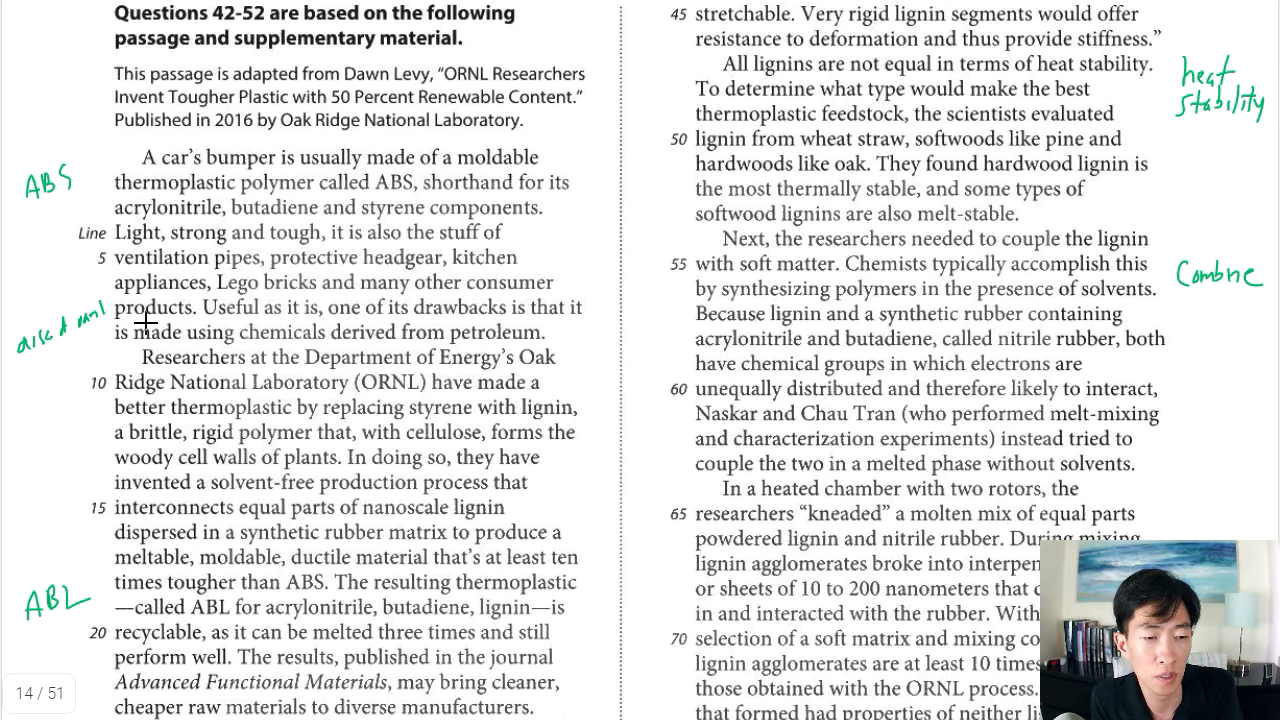 Questions 42-52 are based on the following
passage and supplementary material.
This passage is adapted from Dawn Levy, “ORNL Researchers
Invent Tougher Plastic with 50 Percent Renewable Content.”
Published in 2016 by Oak Ridge National Laboratory.
A car’s bumper is usually made of a moldable
ABS
thermoplastic polymer called ABS, shorthand for its
acrylonitrile, butadiene and styrene components.
Line Light, strong and tough, it is also the stuff of
5 ventilation pipes, protective headgear, kitchen
appliances, Lego bricks and many other consumer
products. Useful as it is, one of its drawbacks is that it
is made using chemicals derived from petroleum.
Researchers at the Department of Energy’s Oak
10 Ridge National Laboratory (ORNL) have made a
better thermoplastic by replacing styrene with lignin,
a brittle, rigid polymer that, with cellulose, forms the
woody cell walls of plants. In doing so, they have
invented a solvent-free production process that
15 interconnects equal parts of nanoscale lignin
dispersed in a synthetic rubber matrix to produce a
meltable, moldable, ductile material that’s at least ten
times tougher than ABS. The resulting thermoplastic
ABL
—called ABL for acrylonitrile, butadiene, lignin—is
20 recyclable, as it can be melted three times and still
perform well. The results, published in the journal
Advanced Functional Materials, may bring cleaner,
cheaper raw materials to diverse manufacturers.
14 / 51
45 stretchable. Very rigid lignin segments would offer
resistance to deformation and thus provide stiffness.”
All lignins are not equal in terms of heat stability.
heat
stability
To determine what type would make the best
thermoplastic feedstock, the scientists evaluated
50 lignin from wheat straw, softwoods like pine and
hardwoods like oak. They found hardwood lignin is
the most thermally stable, and some types of
softwood lignins are also melt-stable.
Next, the researchers needed to couple the lignin
55 with soft matter. Chemists typically accomplish this
Combine
by synthesizing polymers in the presence of solvents.
Because lignin and a synthetic rubber containing
acrylonitrile and butadiene, called nitrile rubber, both
have chemical groups in which electrons are
60 unequally distributed and therefore likely to interact,
Naskar and Chau Tran (who performed melt-mixing
and characterization experiments) instead tried to
couple the two in a melted phase without solvents.
In a heated chamber with two rotors, the
65 researchers “kneaded” a molten mix of equal parts
powdered lignin and nitrile rubber. During mixing,
lignin agglomerates broke into
or sheets of 10 to 200 nanometers that
in and interacted with the rubber. With
70 selection of a soft matrix and mixing
lignin agglomerates are at least 10 times
those obtained with the ORNL process.
that formed had properties of neither